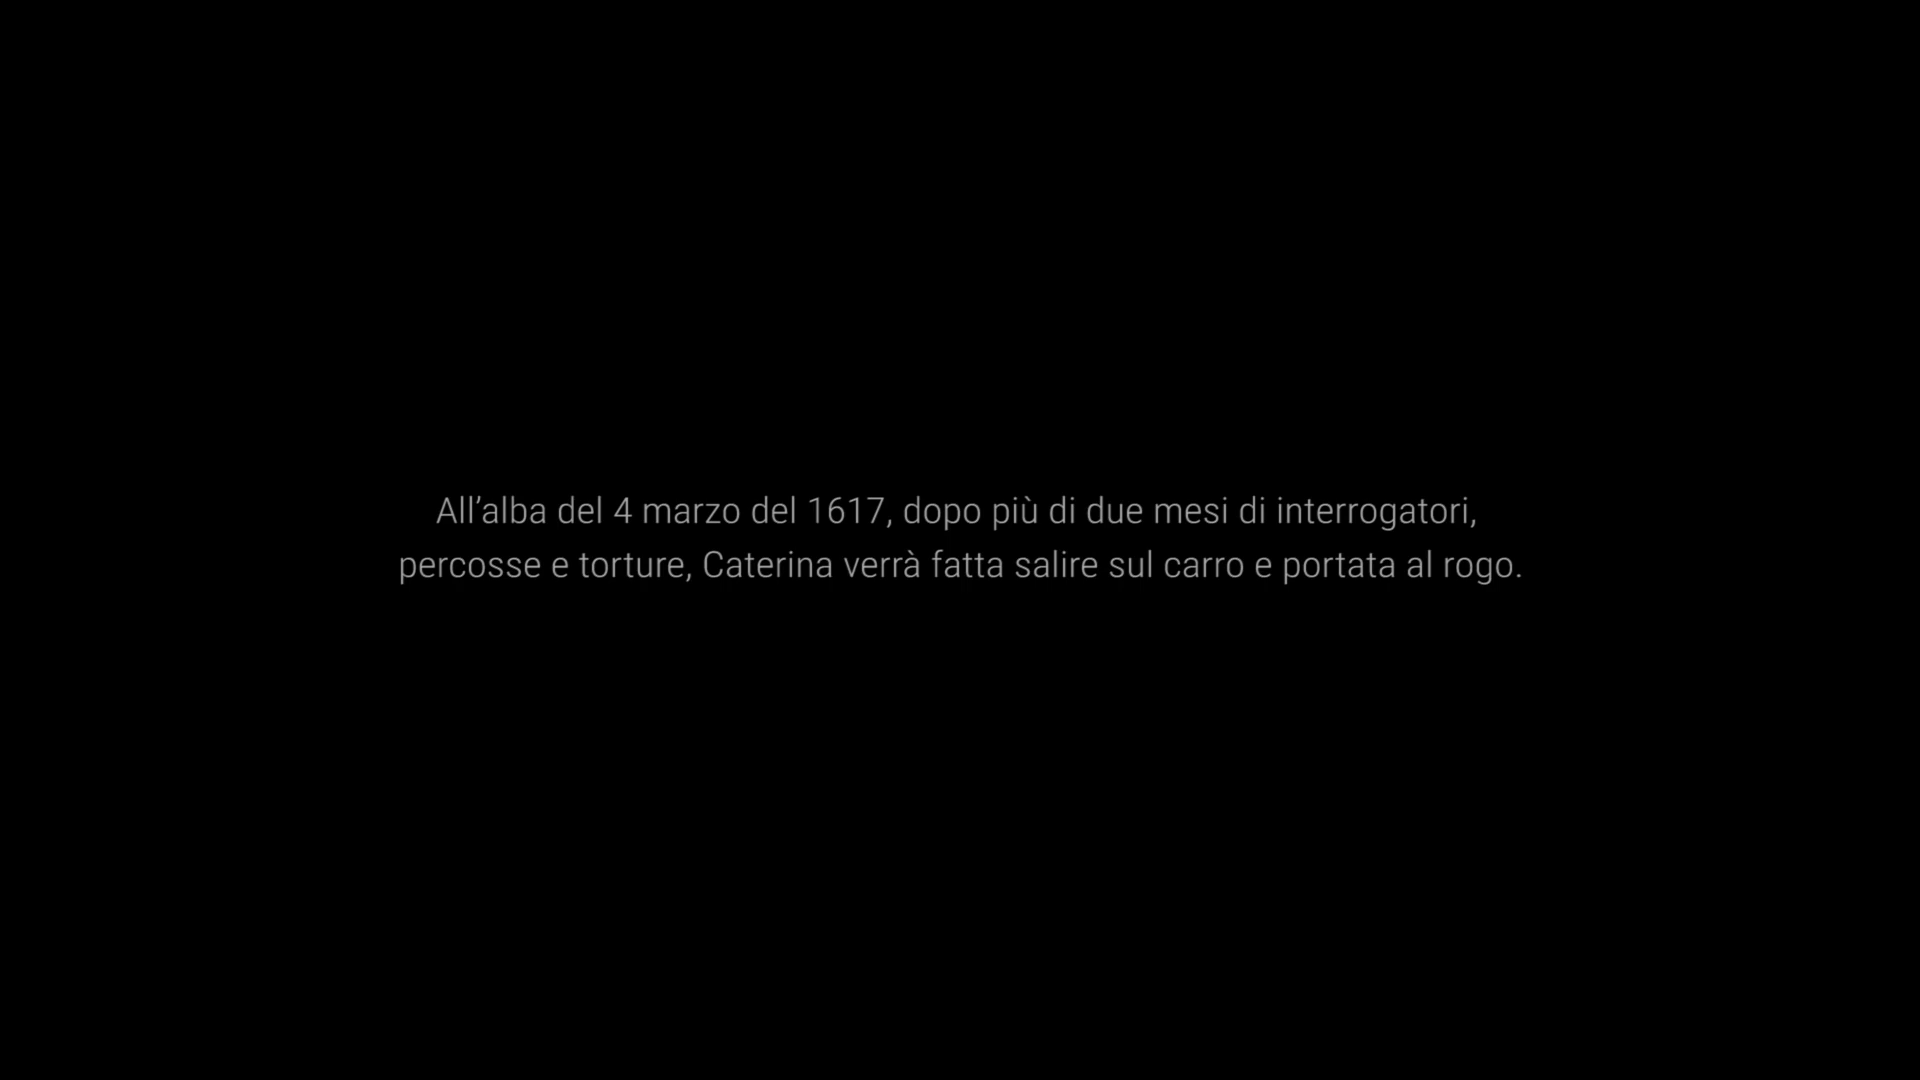 All’alba del 4 marzo del 1617, dopo più di due mesi di interrogatori,
percosse e torture, Caterina verrà fatta salire sul carro e portata al rogo.